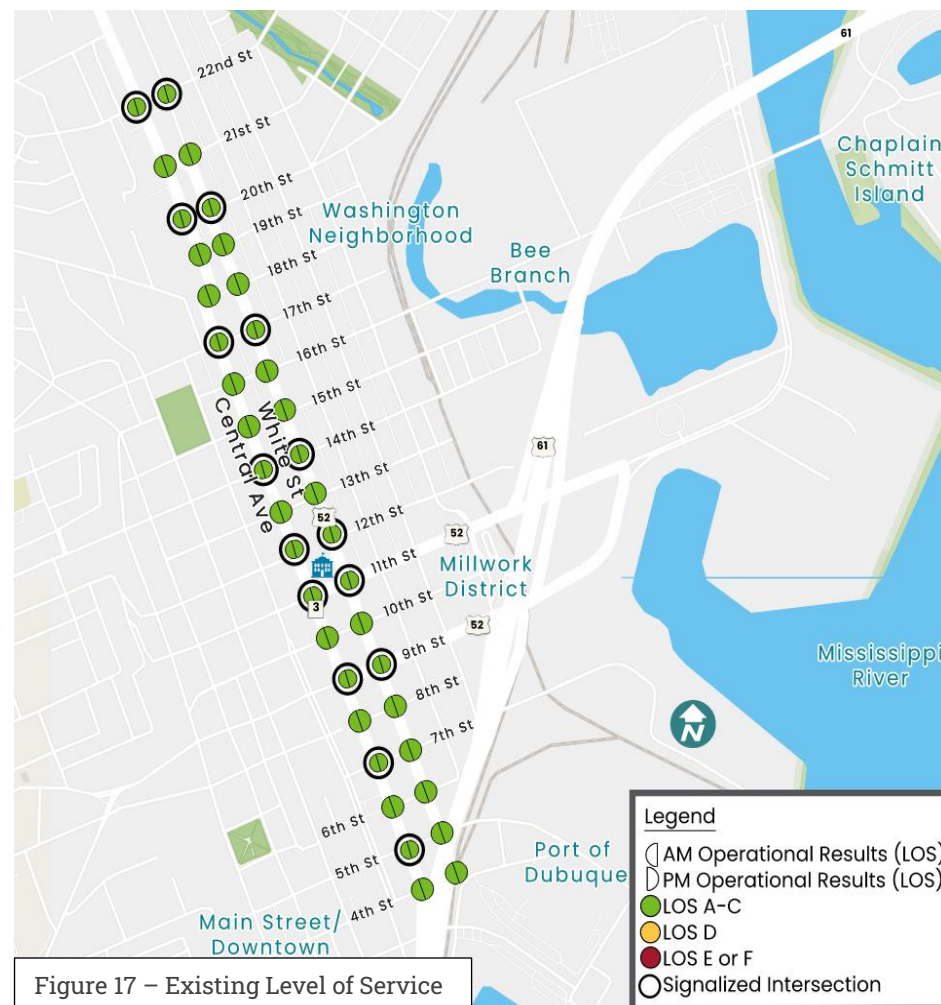 61
22nd St
21st St
Chaplain
Schmitt
Island
20th St
Washington
Neighborhood
19th St
Bee
Branch
18th St
17th St
16th St
15th St
Central Ave
White St
14th St
61
13th St
52
12th St
52
11th St
Millwork
District
3
10th St
52
9th St
Mississippi
River
8th St
7th St
N
6th St
5th St
4th St
Port of
Dubuque
Main Street/
Downtown
Legend
AM Operational Results (LOS)
PM Operational Results (LOS)
LOS A-C
LOS D
LOS E or F
Signalized Intersection
Figure 17 – Existing Level of Service